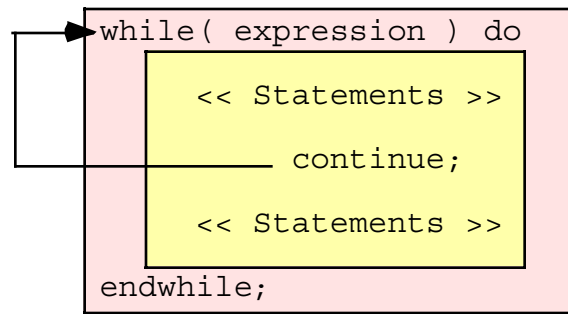 while( expression ) do
<< Statements >>
continue;
<< Statements >>
endwhile;